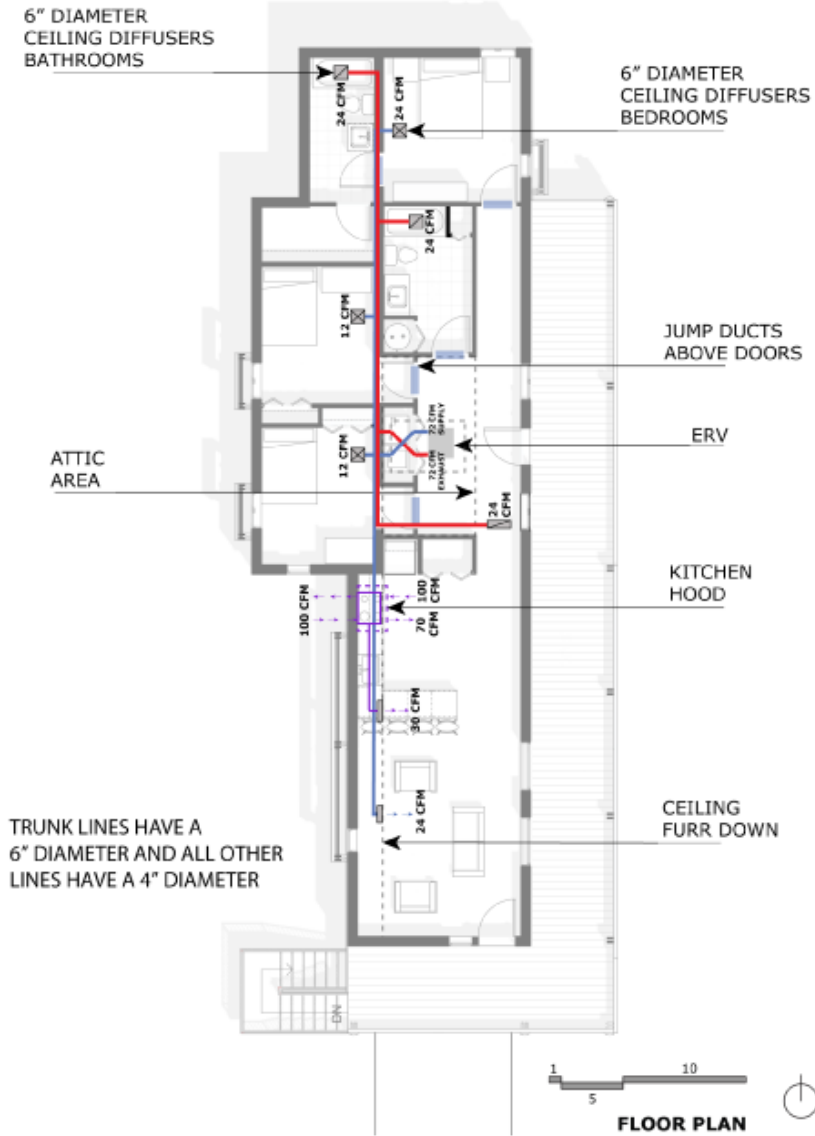 6” DIAMETER
CEILING DIFFUSERS
BATHROOMS
6” DIAMETER
CEILING DIFFUSERS
BEDROOMS
24 CFM
24 CFM
24 CFM
12 CFM
JUMP DUCTS
ABOVE DOORS
72 CFM
SUPPLY
ERV
12 CFM
72 CFM
EXHAUST
ATTIC
AREA
24
CFM
KITCHEN
HOOD
100 CFM
100
CFM
70
CFM
30 CFM
24 CFM
CEILING
FURR DOWN
TRUNK LINES HAVE A
6” DIAMETER AND ALL OTHER
LINES HAVE A 4” DIAMETER
DN
1
10
5
FLOOR PLAN